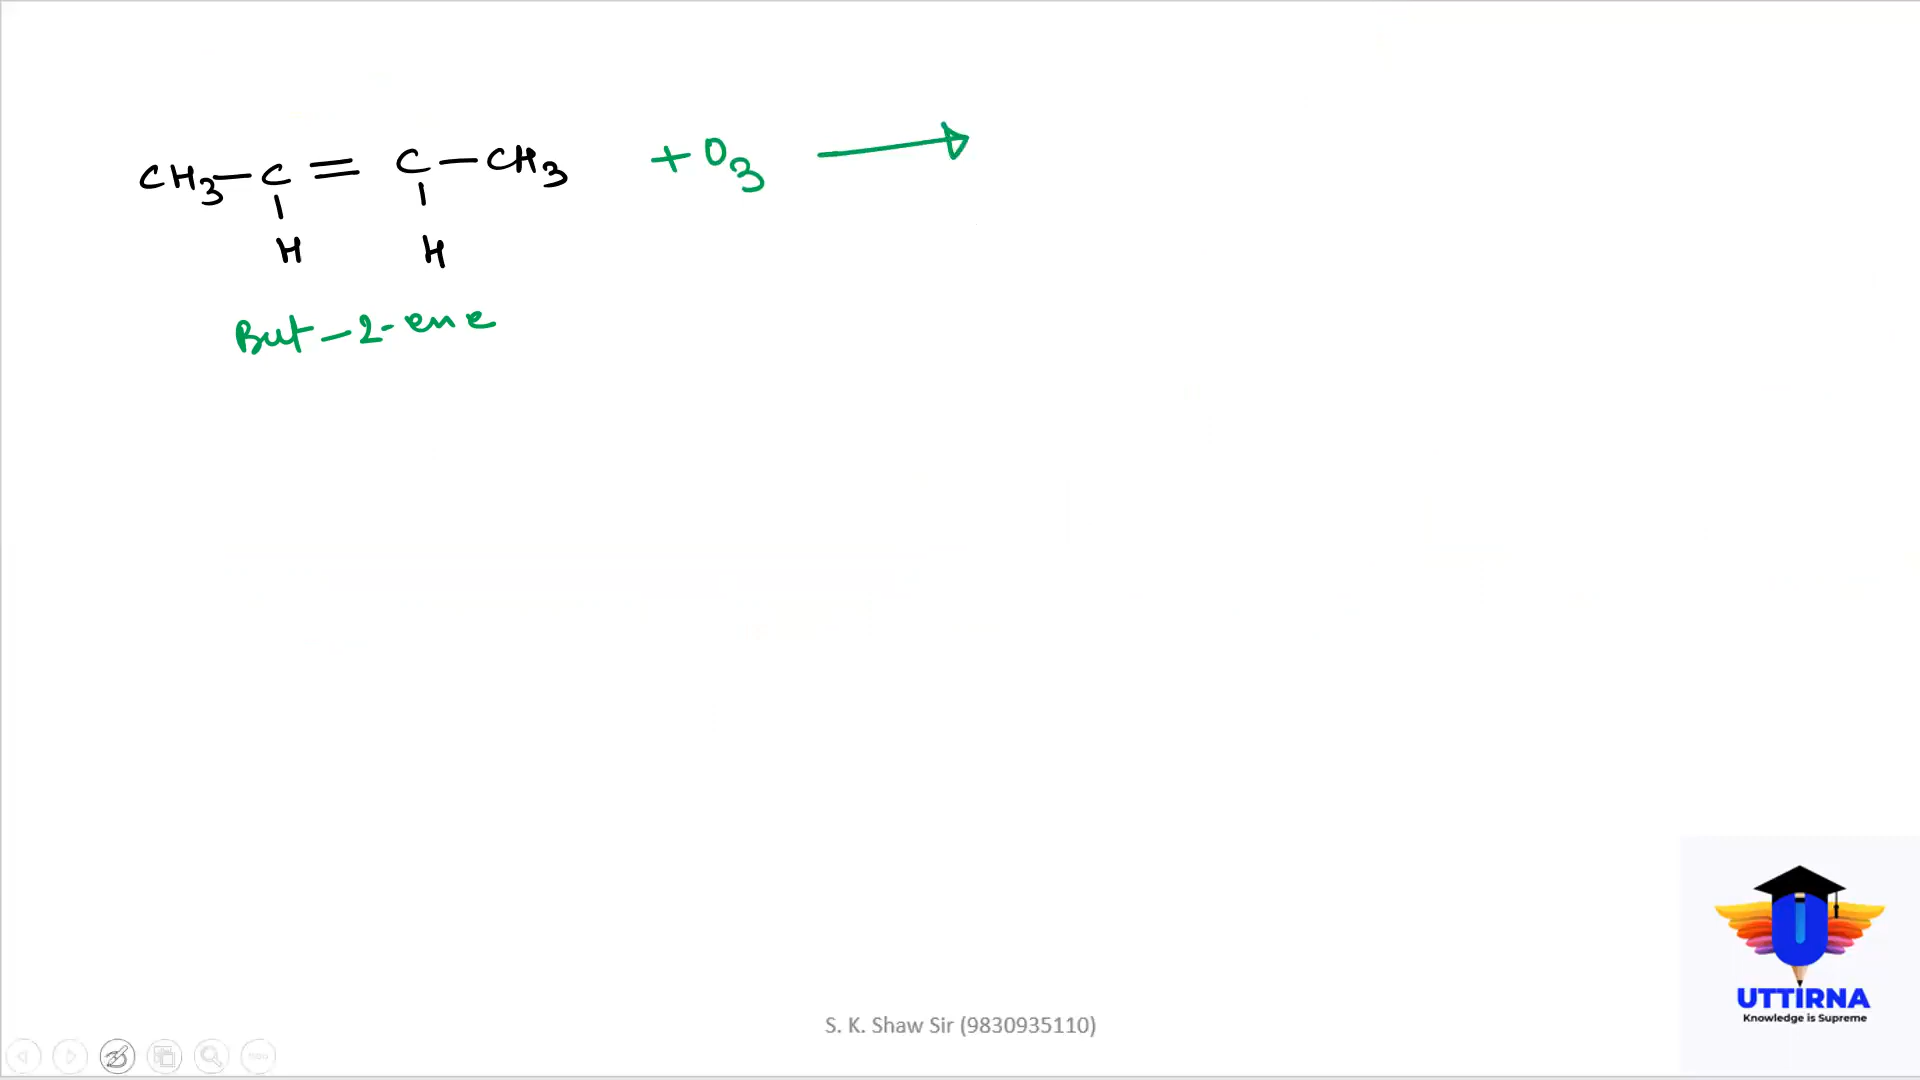 CH3-C=C-CH3 +O3 →
H H
But-2-ene
UTTIRNA
Knowledge is Supreme
S. K. Shaw Sir (9830935110)